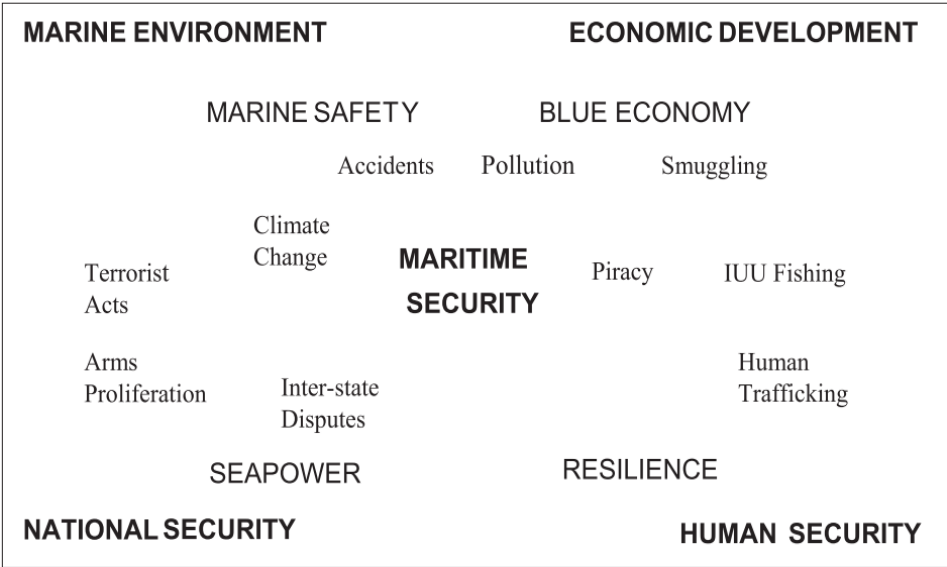 MARINE ENVIRONMENT
ECONOMIC DEVELOPMENT
MARINE SAFETY
BLUE ECONOMY
Accidents
Pollution
Smuggling
Climate
Change
MARITIME
SECURITY
Piracy
IUU Fishing
Terrorist
Acts
Arms
Proliferation
Inter-state
Disputes
Human
Trafficking
SEAPOWER
RESILIENCE
NATIONAL SECURITY
HUMAN SECURITY